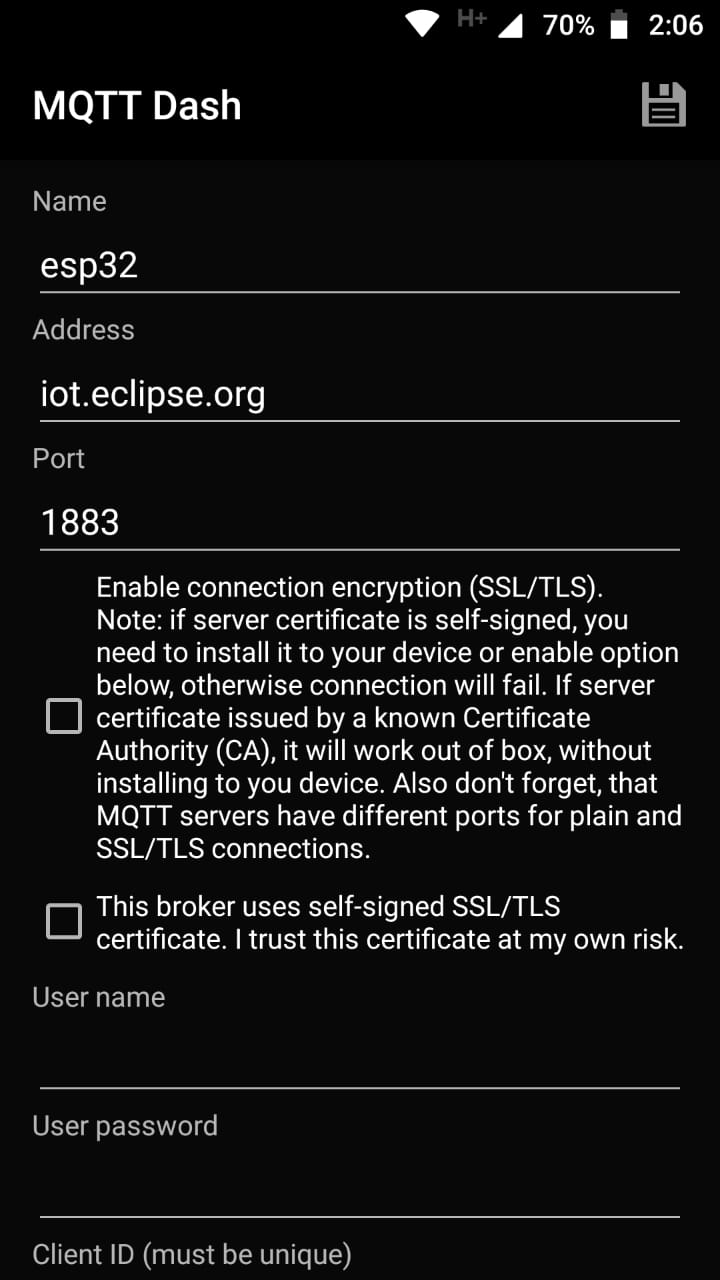 H+ 70% 2:06
MQTT Dash
Name
esp32
Address
iot.eclipse.org
Port
1883
Enable connection encryption (SSL/TLS).
Note: if server certificate is self-signed, you
need to install it to your device or enable option
below, otherwise connection will fail. If server
certificate issued by a known Certificate
Authority (CA), it will work out of box, without
installing to you device. Also don't forget, that
MQTT servers have different ports for plain and
SSL/TLS connections.
This broker uses self-signed SSL/TLS
certificate. I trust this certificate at my own risk.
User name
User password
Client ID (must be unique)